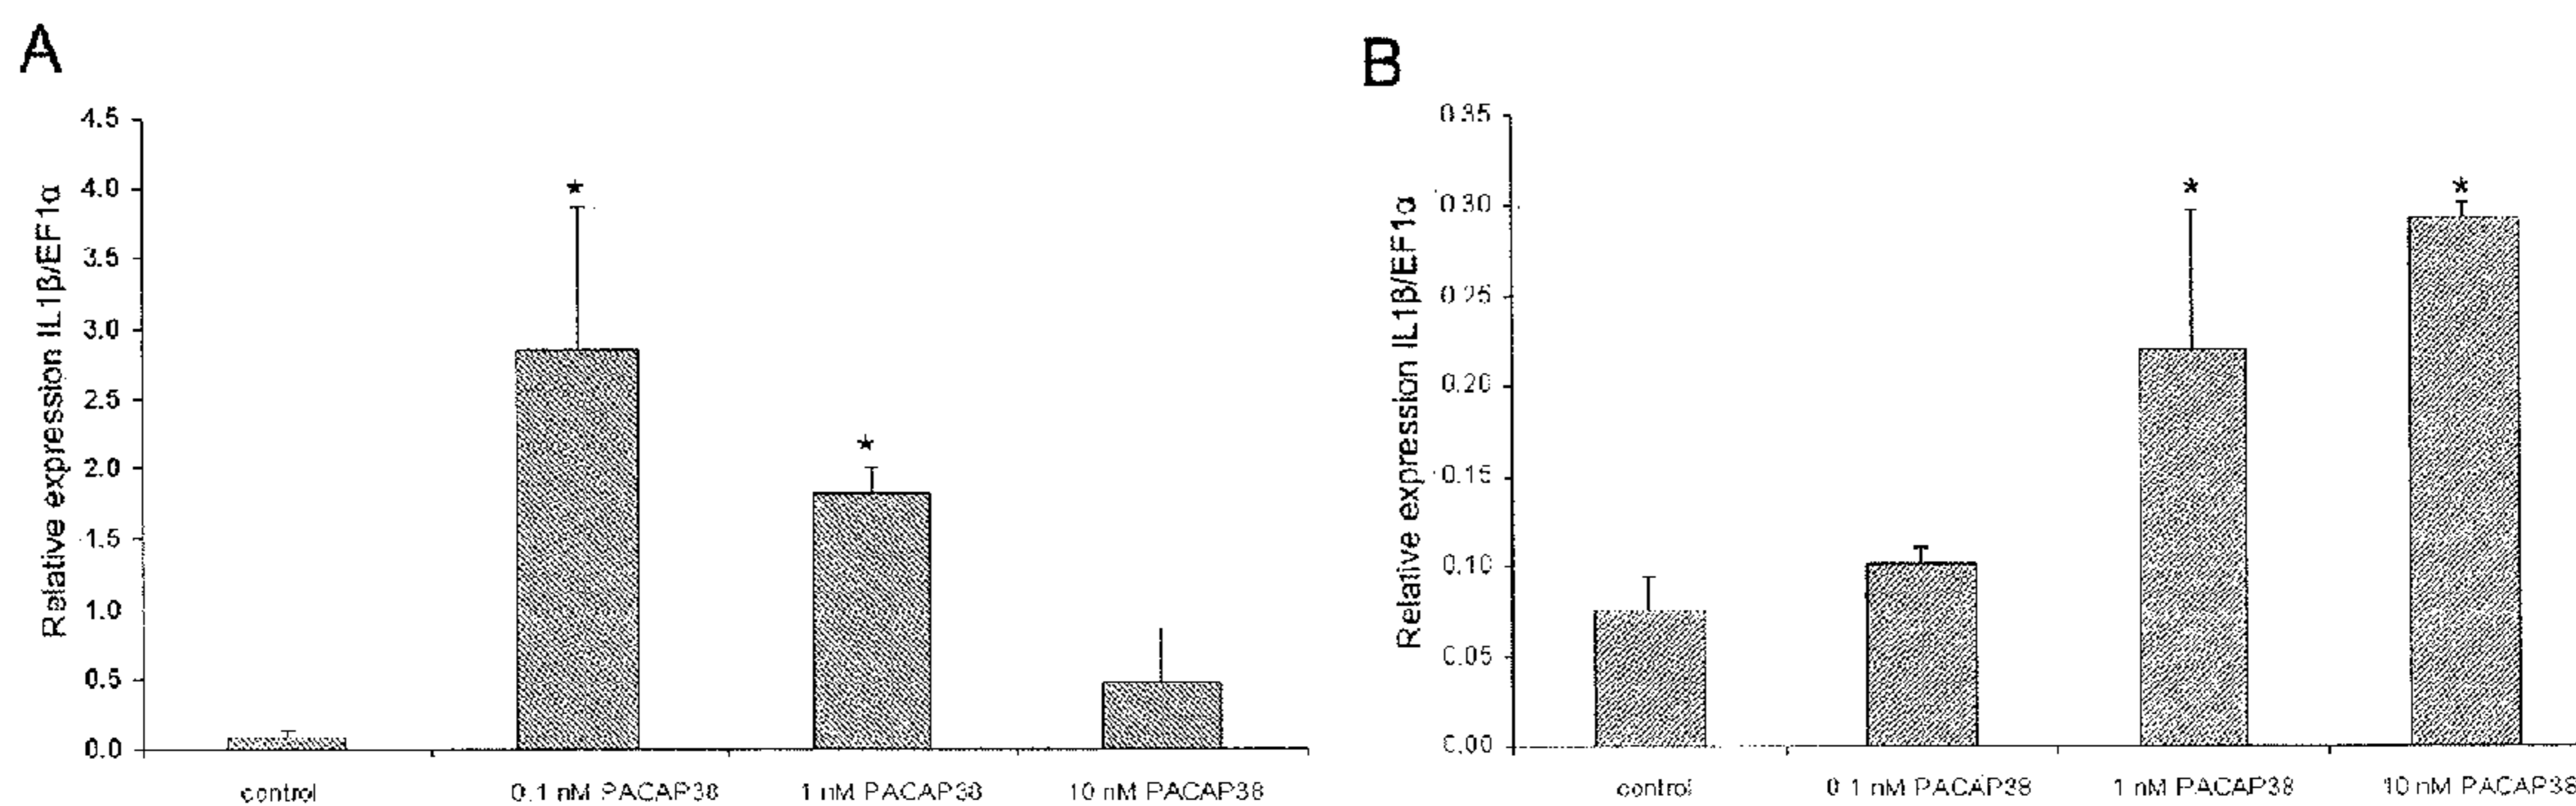 A
Relative expression IL1β/EF1α
4.5
4.0
3.5
3.0
2.5
2.0
1.5
1.0
0.5
0.0
*
*
control
0.1 nM PACAP38
1 nM PACAP38
10 nM PACAP38
B
Relative expression IL1β/EF1α
0.35
0.30
0.25
0.20
0.15
0.10
0.05
0.00
*
*
control
0.1 nM PACAP38
1 nM PACAP38
10 nM PACAP38